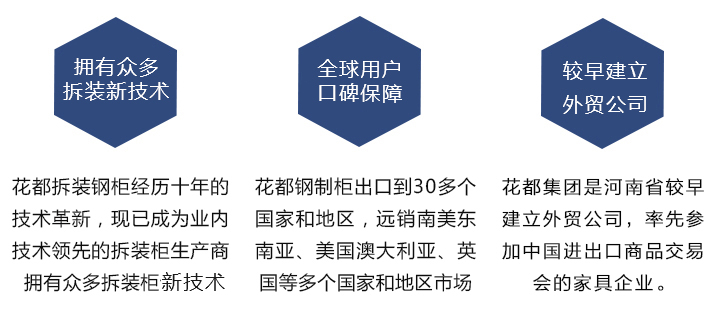 拥有众多
拆装新技术
花都拆装钢柜经历十年的
技术革新，现已成为业内
技术领先的拆装柜生产商
拥有众多拆装柜新技术
全球用户
口碑保障
花都钢制柜出口到30多个
国家和地区，远销南美东
南亚、美国澳大利亚、英
国等多个国家和地区市场
较早建立
外贸公司
花都集团是河南省较早
建立外贸公司，率先参
加中国进出口商品交易
会的家具企业。